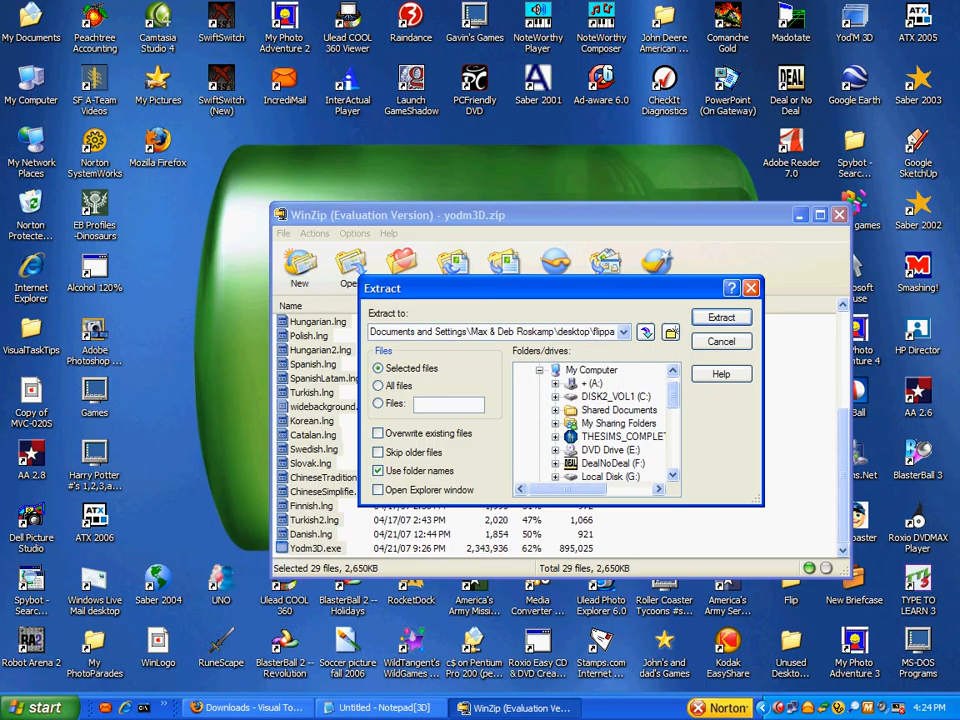 My Documents
Peachtree Accounting
Camtasia Studio 4
SwiftSwitch
My Photo Adventure 2
Ulead COOL 360 Viewer
Raindance
Gavin's Games
NoteWorthy Player
NoteWorthy Composer
John Deere American ...
Comanche Gold
Madotate
Yod'M 3D
ATX 2005
My Computer
SF A-Team Videos
My Pictures
SwiftSwitch (New)
IncrediMail
InterActual Player
Launch GameShadow
PCFriendly DVD
Saber 2001
Ad-aware 6.0
CheckIt Diagnostics
PowerPoint (On Gateway)
Deal or No Deal
Google Earth
Saber 2003
My Network Places
Norton SystemWorks
Mozilla Firefox
Adobe Reader 7.0
Spybot - Searc...
Google SketchUp
Norton Protecte...
EB Profiles -Dinosaurs
games
Saber 2002
Internet Explorer
Alcohol 120%
Smashing!
VisualTaskTips
Adobe Photoshop ...
HP Director
Copy of MVC-020S
Games
AA 2.6
AA 2.8
Harry Potter #'s 1,2,3,a...
BlasterBall 3
Dell Picture Studio
ATX 2006
Roxio DVDMAX Player
WinZip (Evaluation Version) - yodm3D.zip
File Actions Options Help
New
Name
Hungarian.lng
Polish.lng
Hungarian2.lng
Spanish.lng
SpanishLatam.lng
Turkish.lng
widebackground.
Korean.lng
Catalan.lng
Swedish.lng
Slovak.lng
ChineseTradition
ChineseSimplifie.
Finnish.lng
Turkish2.lng 04/17/07 2:43 PM 2,020 47% 1,066
Danish.lng 04/21/07 12:44 PM 1,854 50% 921
Yodm3D.exe 04/21/07 9:26 PM 2,343,936 62% 895,025
Selected 29 files, 2,650KB
Total 29 files, 2,650KB
Extract
Extract to:
Documents and Settings\Max & Deb Roskamp\desktop\flippa
Extract
Cancel
Help
Files
Selected files
All files
Files:
Overwrite existing files
Skip older files
Use folder names
Open Explorer window
Folders/drives:
My Computer
+ (A:)
DISK2_VOL1 (C:)
Shared Documents
My Sharing Folders
THESIMS_COMPLET
DVD Drive (E:)
DealNoDeal (F:)
Local Disk (G:)
Spybot - Searc...
Windows Live Mail desktop
Saber 2004
UNO
Ulead COOL 360
BlasterBall 2 -- Holidays
RocketDock
America's Army Missi...
Media Converter ...
Ulead Photo Explorer 6.0
Roller Coaster Tycoons #s...
America's Army Ser...
Flip
New Briefcase
TYPE TO LEARN 3
Robot Arena 2
My PhotoParades
WinLogo
RuneScape
BlasterBall 2 -- Revolution
Soccer picture fall 2006
WildTangent's WildGames ...
c$ on Pentium Pro 200 (pe...
Roxio Easy CD & DVD Crea...
Stamps.com Internet ...
John's and dad's Games
Kodak EasyShare
Unused Deskto...
My Photo Adventure 3
MS-DOS Programs
start
Downloads - Visual To...
Untitled - Notepad[3D]
WinZip (Evaluation Ve...
Norton
4:24 PM